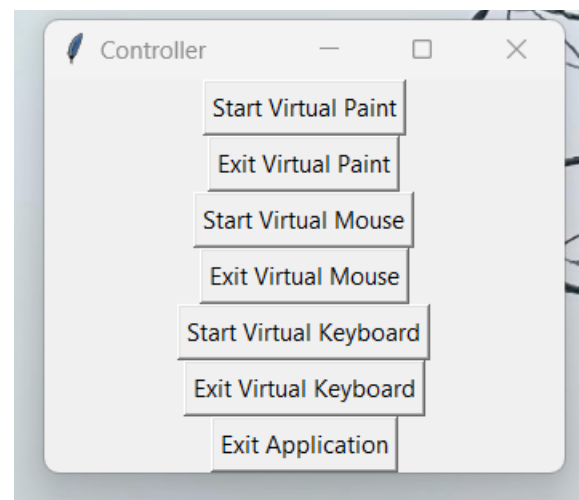 Controller
Start Virtual Paint
Exit Virtual Paint
Start Virtual Mouse
Exit Virtual Mouse
Start Virtual Keyboard
Exit Virtual Keyboard
Exit Application